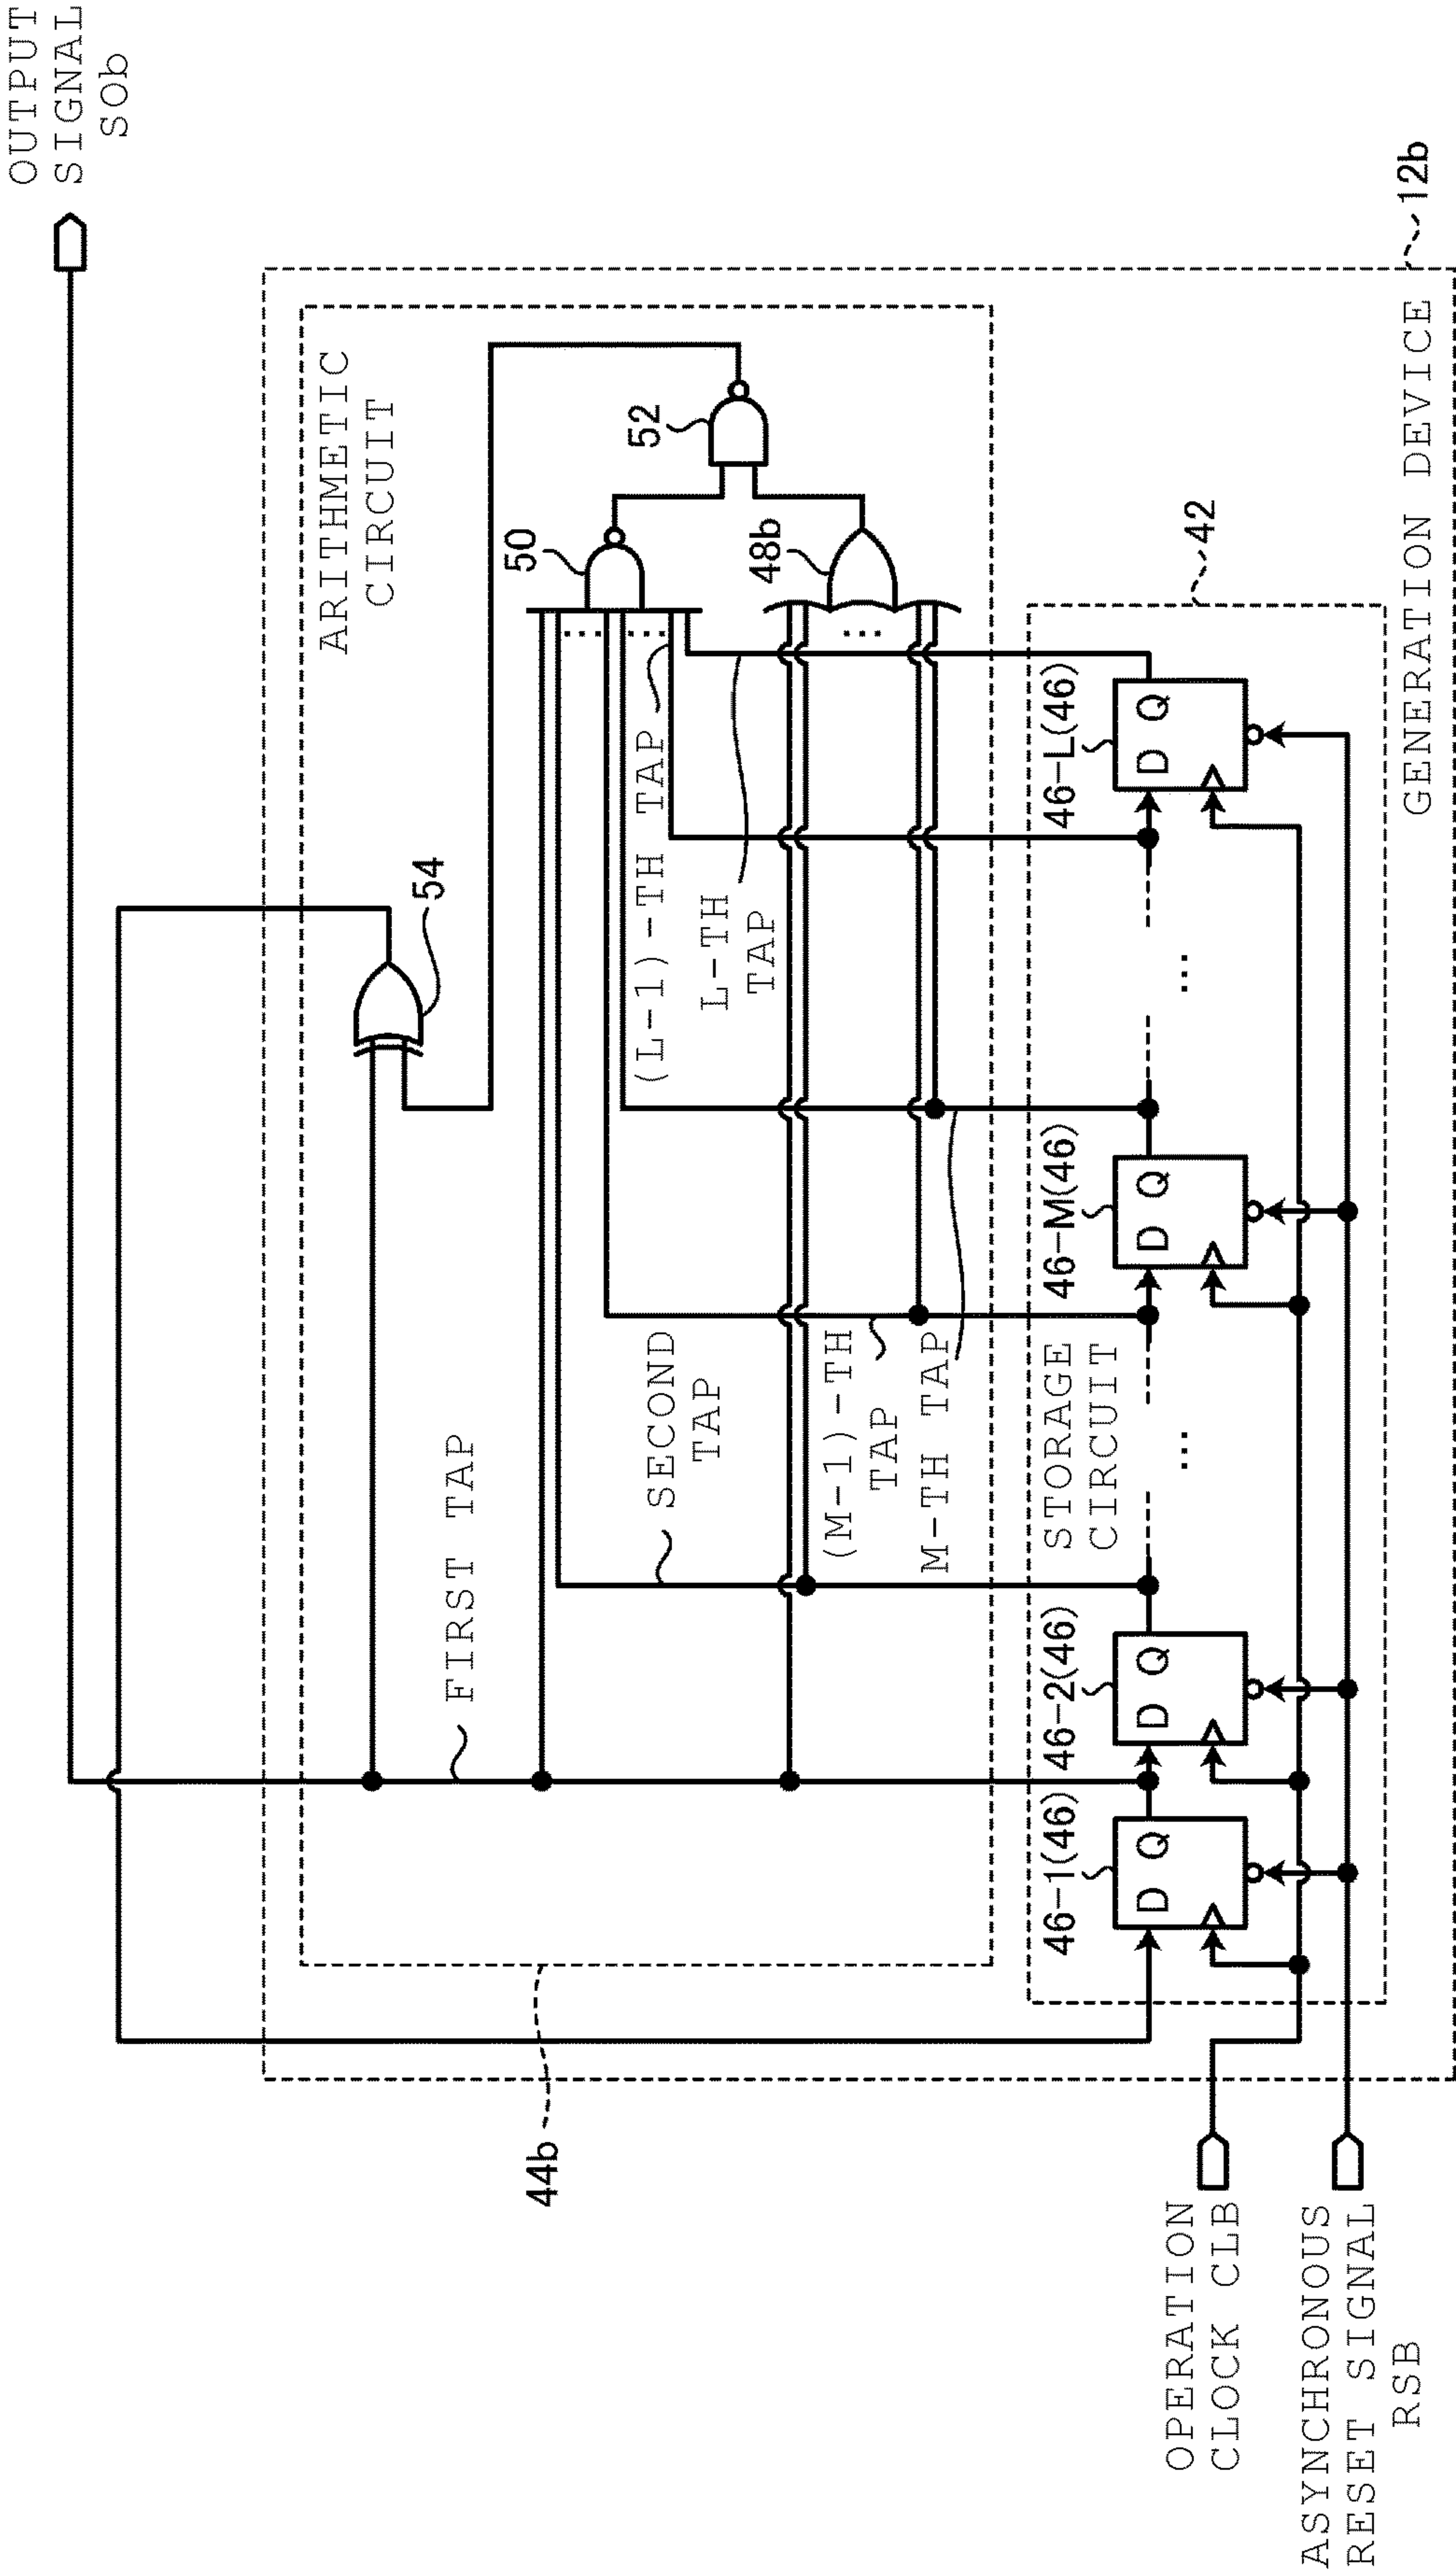 OUTPUT
SIGNAL
SOb
ARITHMETIC
CIRCUIT
54
52
50
48b
FIRST TAP
SECOND
TAP
(L-1)-TH TAP
L-TH
TAP
(M-1)-TH
TAP
M-TH TAP
44b
STORAGE
CIRCUIT
42
46-1(46)
D Q
46-2(46)
D Q
46-M(46)
D Q
46-L(46)
D Q
...
...
GENERATION DEVICE
12b
OPERATION
CLOCK CLB
ASYNCHRONOUS
RESET SIGNAL
RSB